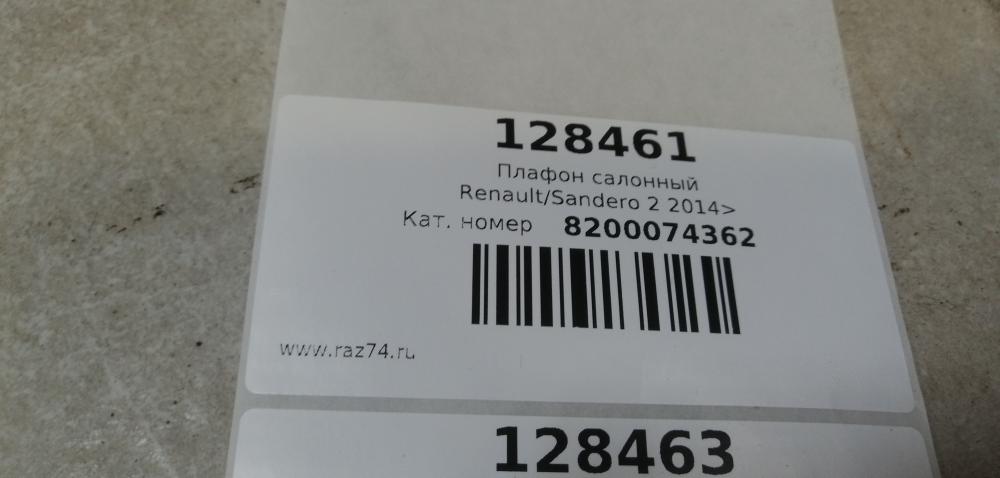 128461
Плафон салонный
Renault/Sandero 2 2014>
Кат. номер 8200074362
www.raz74.ru
128463